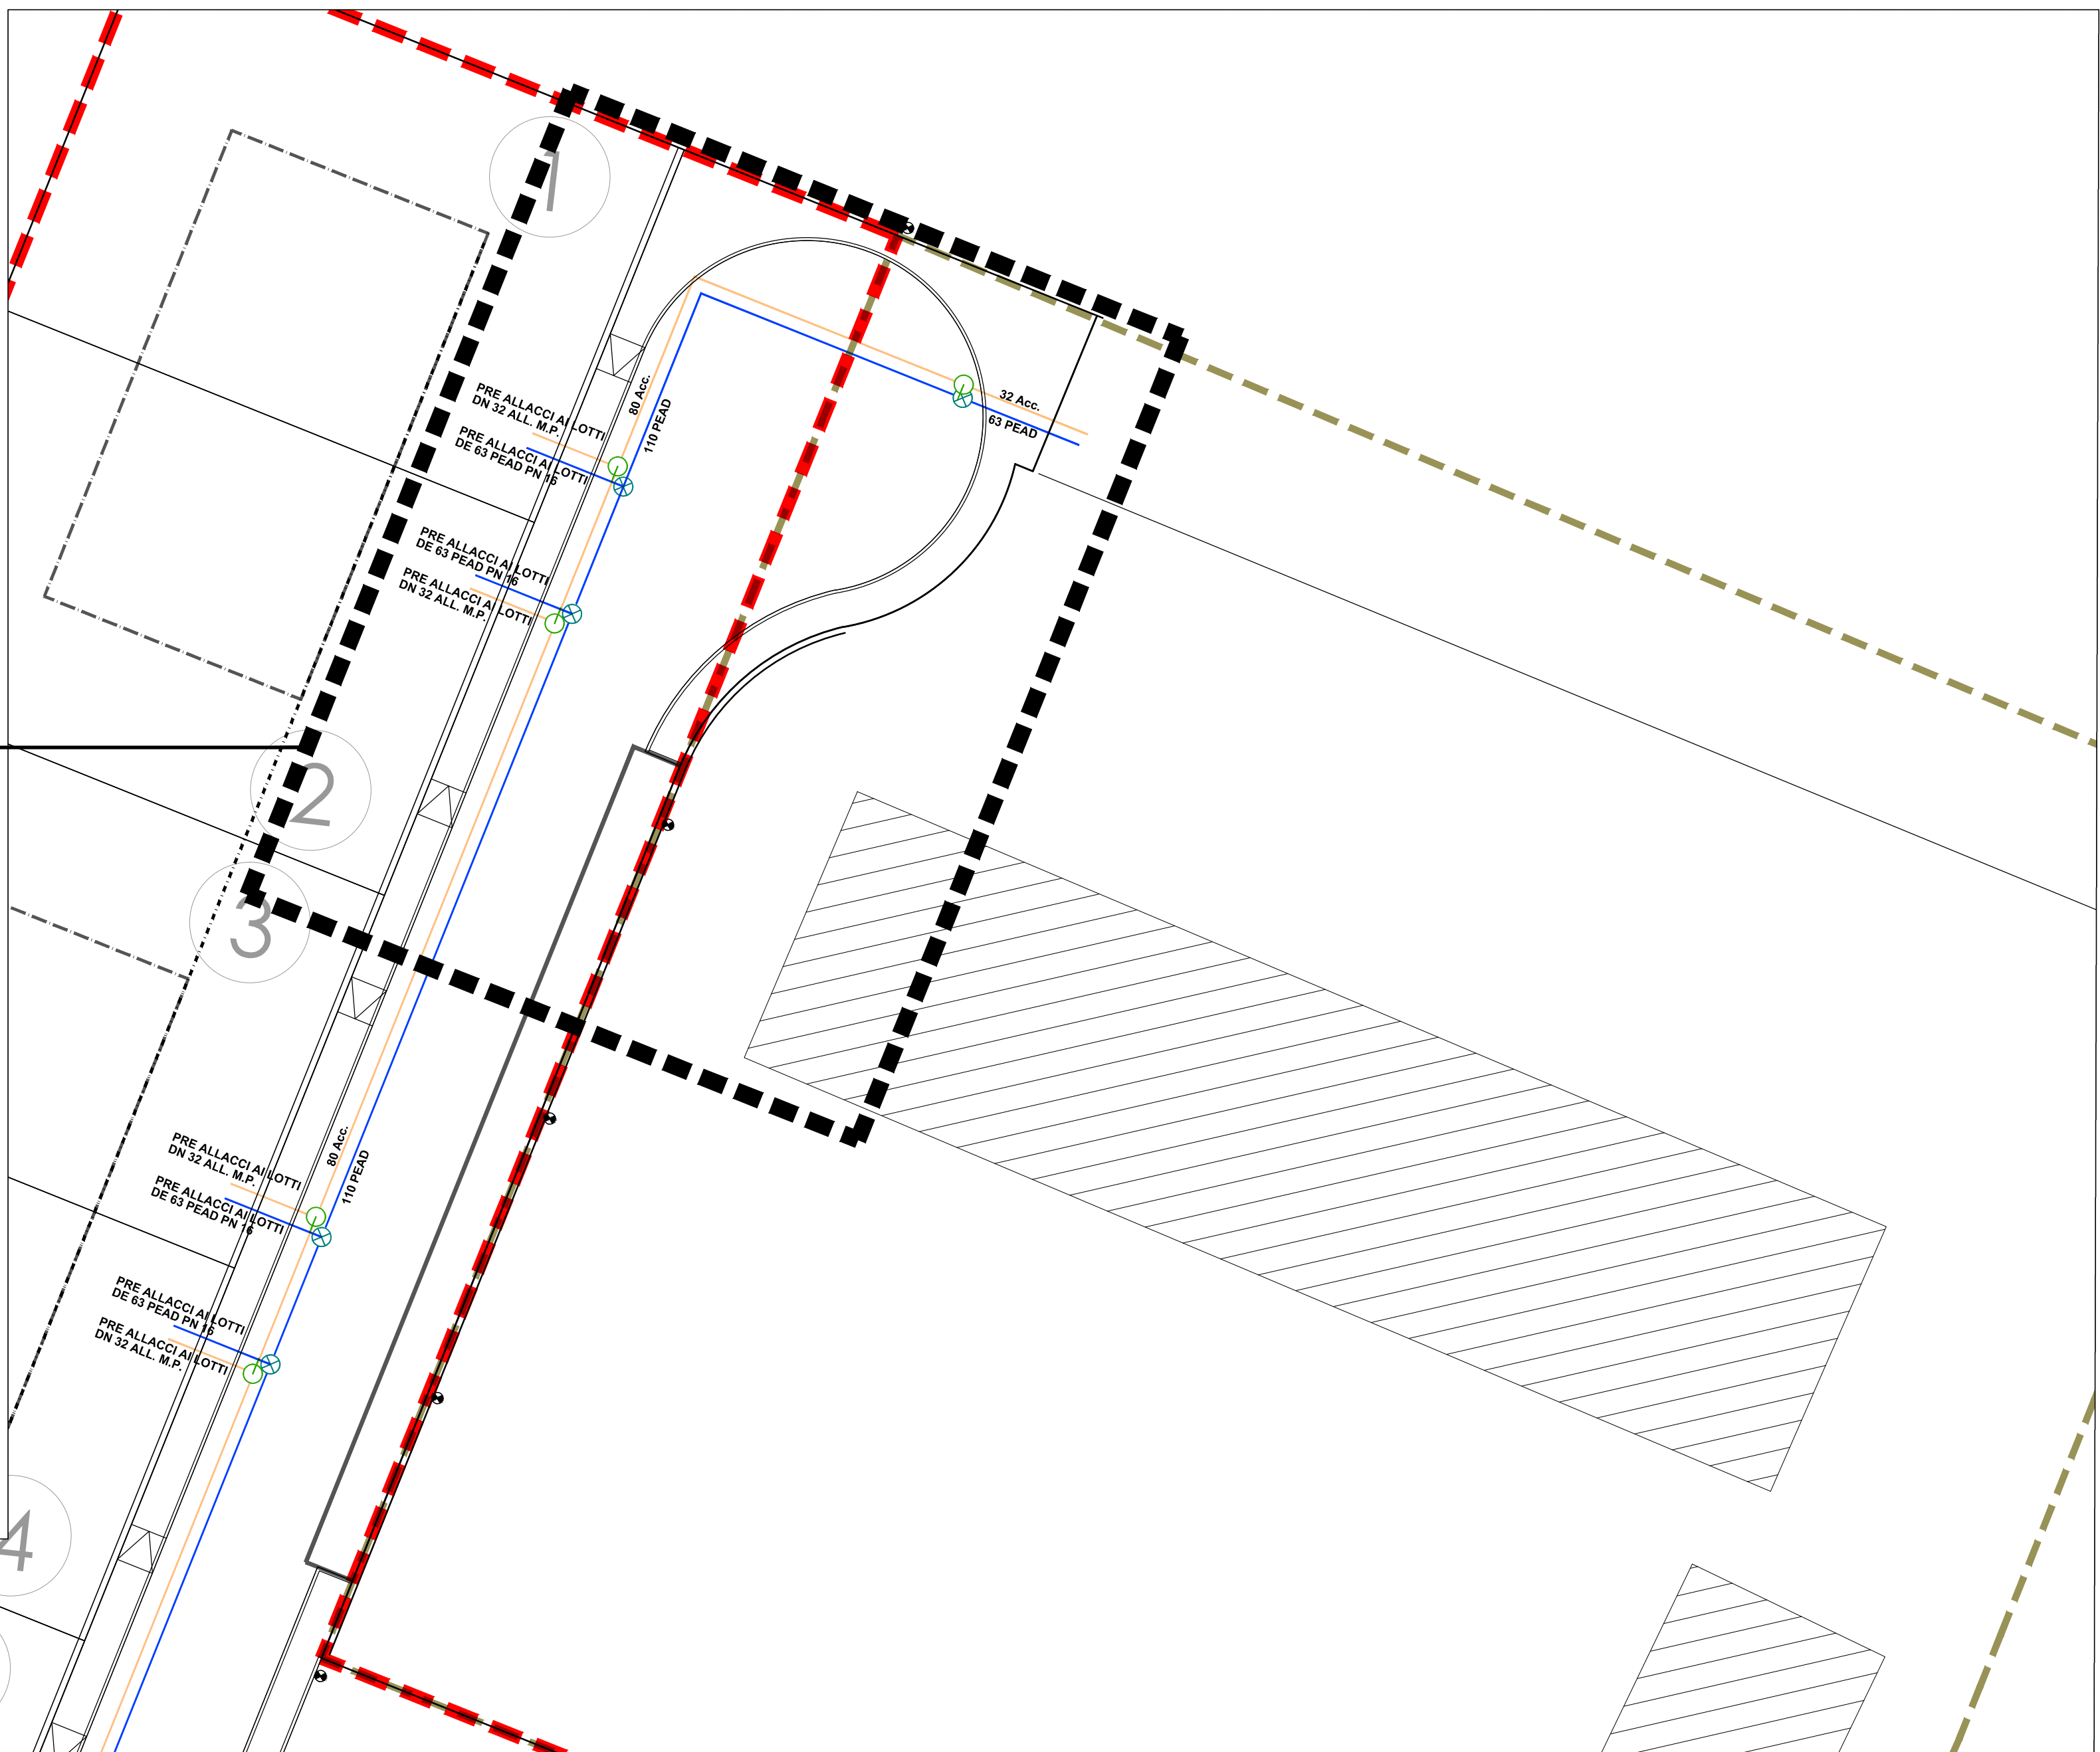 1
PRE ALLACCI AI LOTTI
DN 32 ALL. M.P.
PRE ALLACCI AI LOTTI
DE 63 PEAD PN 16
80 Acc.
110 PEAD
32 Acc.
63 PEAD
PRE ALLACCI AI LOTTI
DE 63 PEAD PN 16
PRE ALLACCI AI LOTTI
DN 32 ALL. M.P.
2
3
PRE ALLACCI AI LOTTI
DN 32 ALL. M.P.
PRE ALLACCI AI LOTTI
DE 63 PEAD PN 16
80 Acc.
110 PEAD
PRE ALLACCI AI LOTTI
DE 63 PEAD PN 16
PRE ALLACCI AI LOTTI
DN 32 ALL. M.P.
4